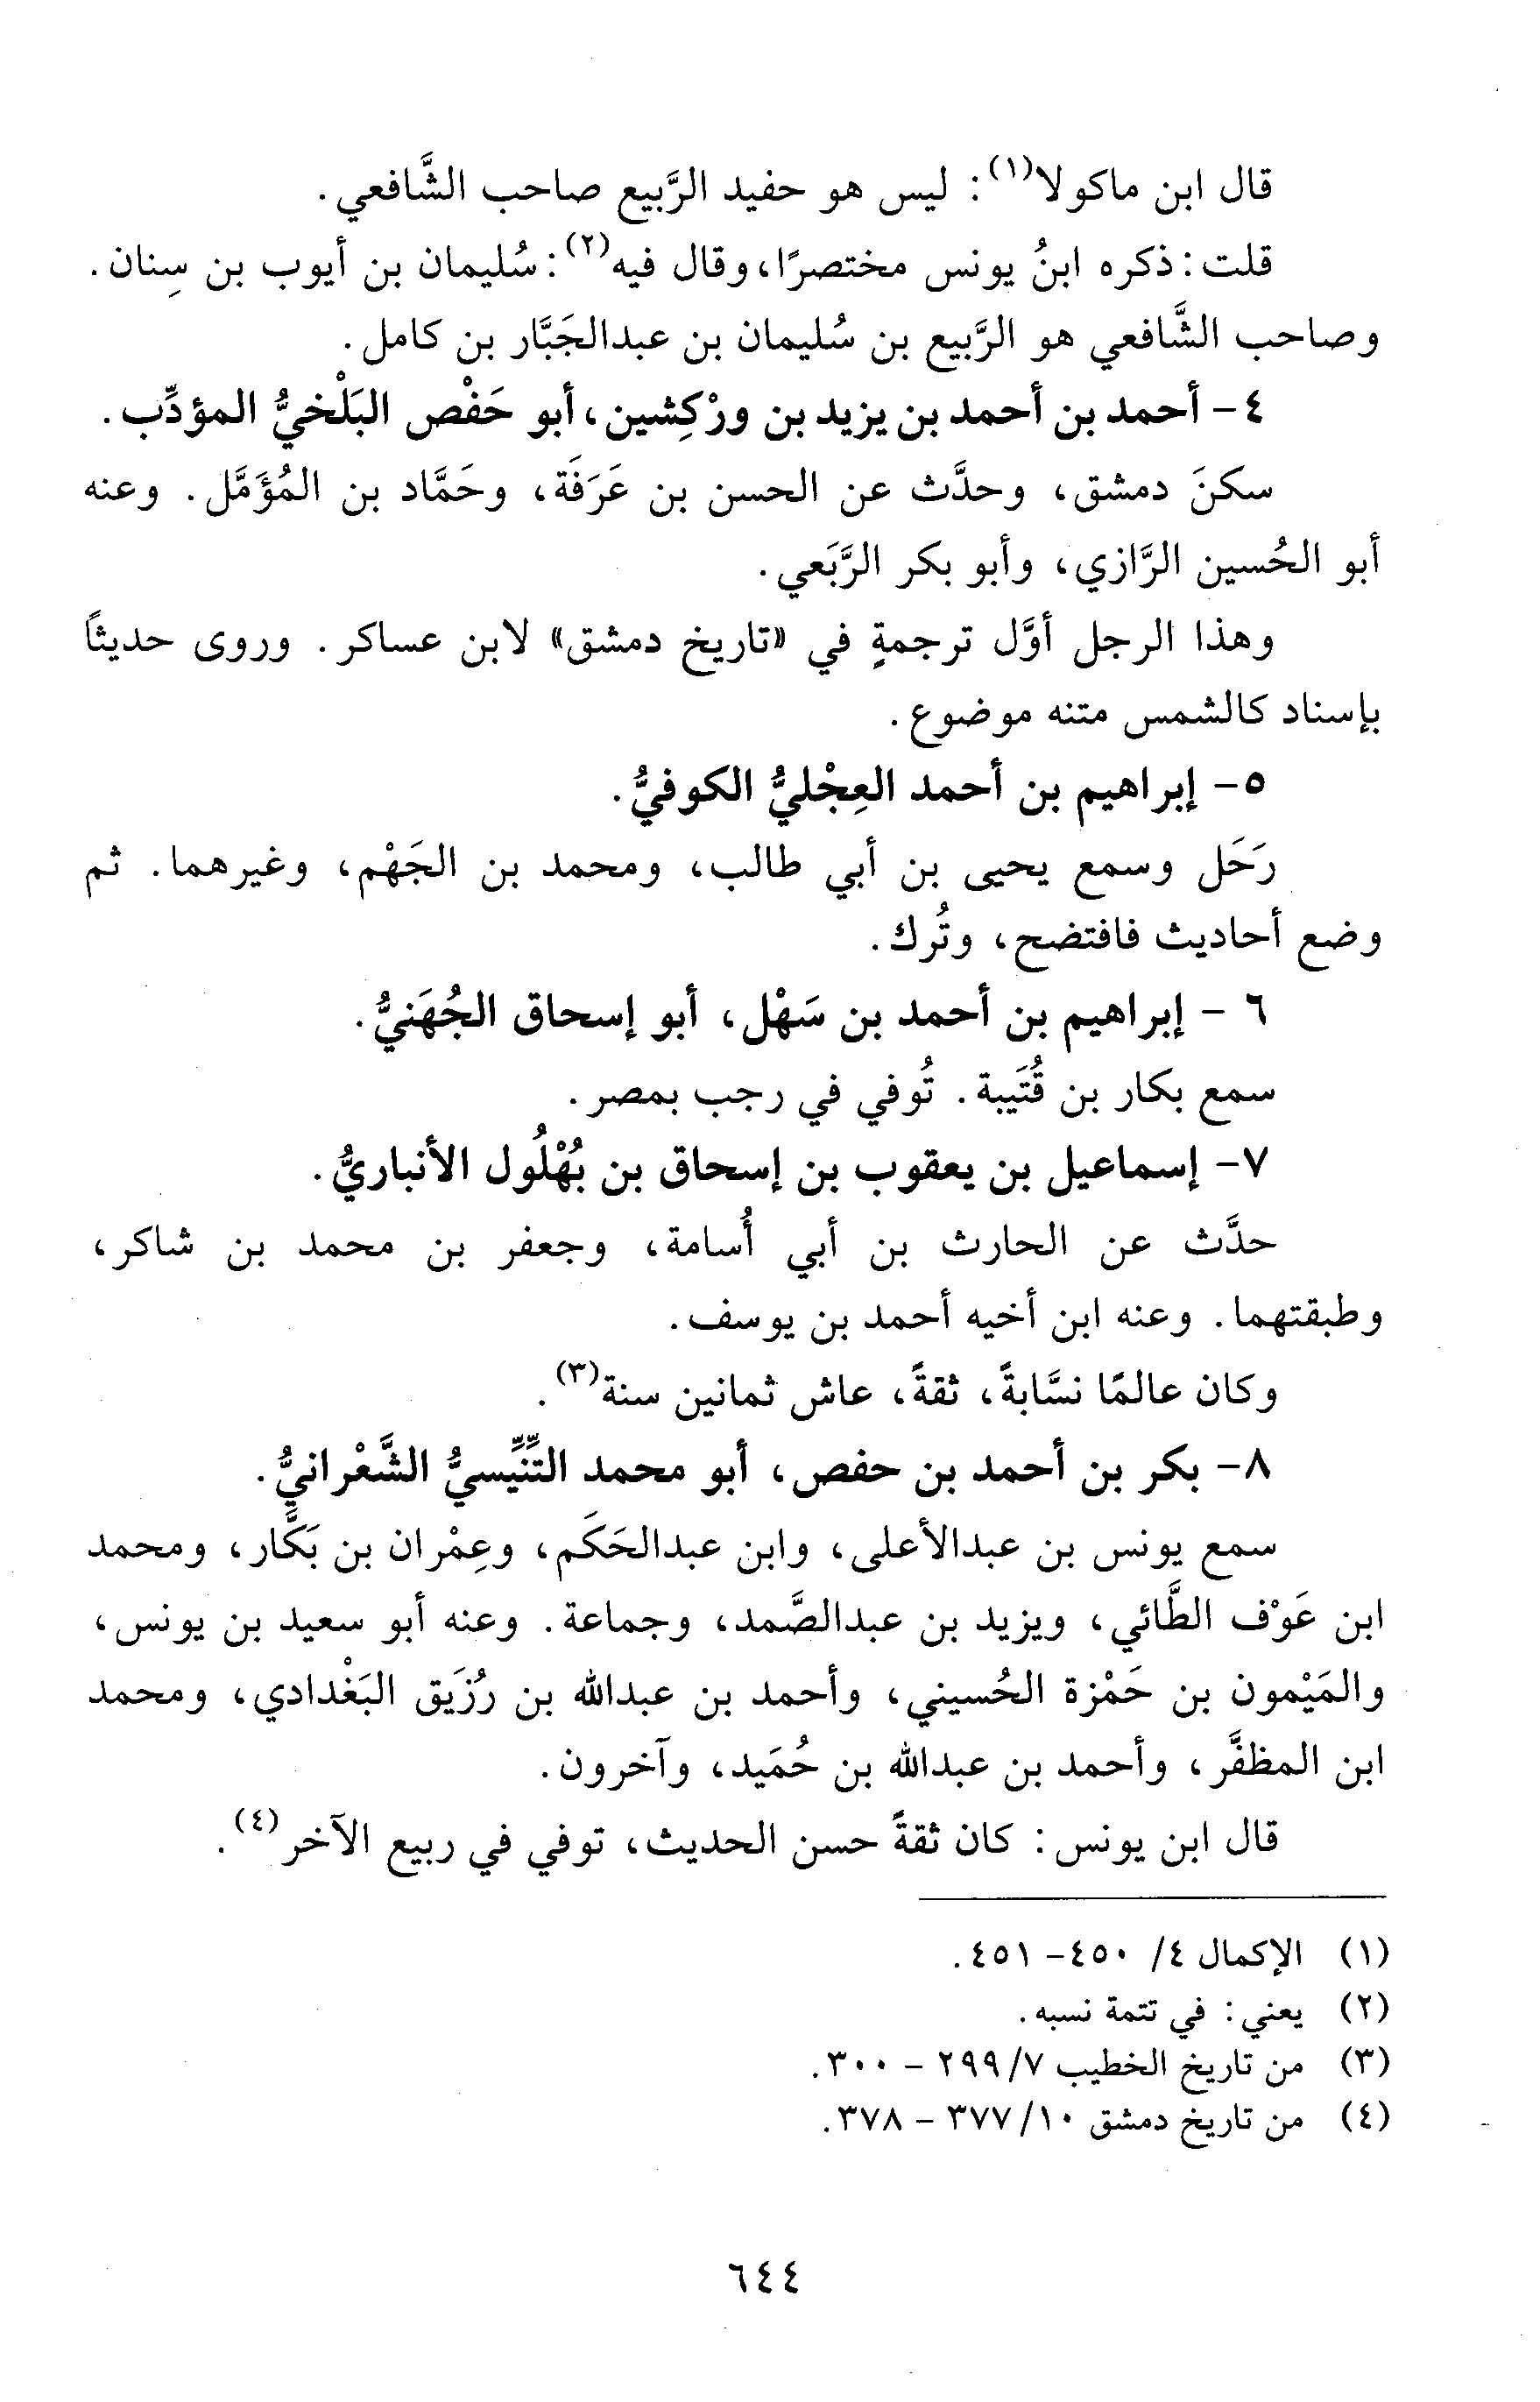 قال ابن ماكولا(١): ليس هو حفيد الرَّبيع صاحب الشَّافعي.
قلت: ذكره ابنُ يونس مختصرًا، وقال فيه(٢): سُليمان بن أيوب بن سِنان.
وصاحب الشَّافعي هو الرَّبيع بن سُليمان بن عبدالجَبَّار بن كامل.
٤- أحمد بن أحمد بن يزيد بن ورْكِشين، أبو حَفْص البَلْخيُّ المؤدِّب.
سكنَ دمشق، وحدَّث عن الحسن بن عَرَفَة، وحَمَّاد بن المُؤَمَّل. وعنه
أبو الحُسين الرَّازي، وأبو بكر الرَّبَعي.
وهذا الرجل أوَّل ترجمةٍ في «تاريخ دمشق» لابن عساكر. وروى حديثاً
بإسناد كالشمس متنه موضوع.
٥- إبراهيم بن أحمد العِجْليُّ الكوفيُّ.
رَحَل وسمع يحيى بن أبي طالب، ومحمد بن الجَهْم، وغيرهما. ثم
وضع أحاديث فافتضح، وتُرك.
٦ - إبراهيم بن أحمد بن سَهْل، أبو إسحاق الجُهَنيُّ.
سمع بكار بن قُتَيبة. تُوفي في رجب بمصر.
٧- إسماعيل بن يعقوب بن إسحاق بن بُهْلُول الأنباريُّ.
حدَّث عن الحارث بن أبي أُسامة، وجعفر بن محمد بن شاكر،
وطبقتهما. وعنه ابن أخيه أحمد بن يوسف.
وكان عالمًا نسَّابةً، ثقةً، عاش ثمانين سنة(٣).
٨- بكر بن أحمد بن حفص، أبو محمد التِّنِّيسيُّ الشَّعْرانيُّ.
سمع يونس بن عبدالأعلى، وابن عبدالحَكَم، وعِمْران بن بَكَّار، ومحمد
ابن عَوْف الطَّائي، ويزيد بن عبدالصَّمد، وجماعة. وعنه أبو سعيد بن يونس،
والمَيْمون بن حَمْزة الحُسيني، وأحمد بن عبدالله بن رُزَيق البَغْدادي، ومحمد
ابن المظفَّر، وأحمد بن عبدالله بن حُمَيد، وآخرون.
قال ابن يونس: كان ثقةً حسن الحديث، توفي في ربيع الآخر(٤).
(١) الإكمال ٤/ ٤٥٠- ٤٥١.
(٢) يعني: في تتمة نسبه.
(٣) من تاريخ الخطيب ٧/ ٢٩٩ - ٣٠٠.
(٤) من تاريخ دمشق ١٠/ ٣٧٧ - ٣٧٨.
٦٤٤